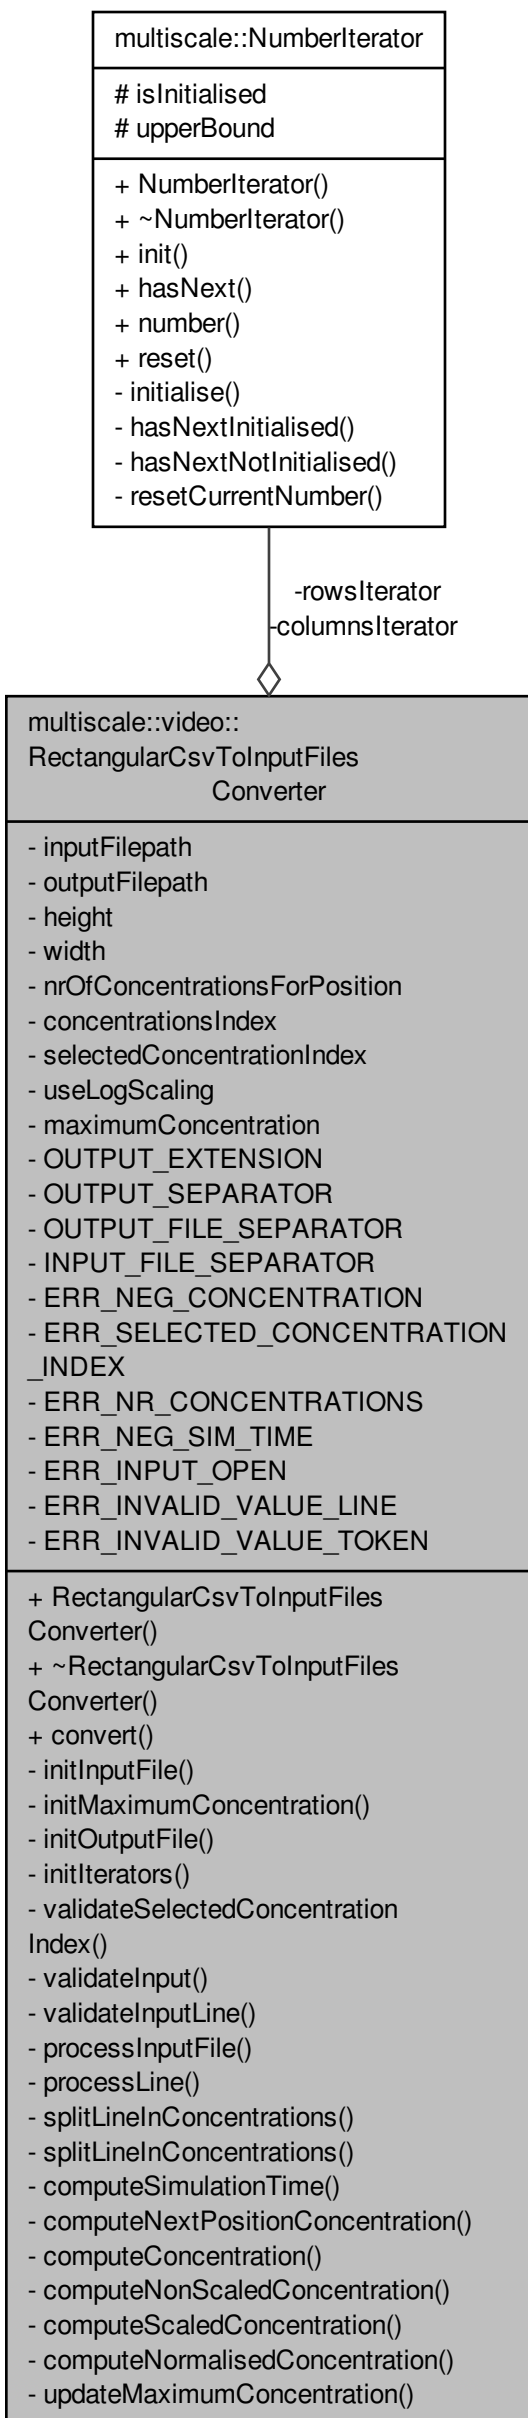 multiscale::NumberIterator
# isInitialised
# upperBound
+ NumberIterator()
+ ~NumberIterator()
+ init()
+ hasNext()
+ number()
+ reset()
- initialise()
- hasNextInitialised()
- hasNextNotInitialised()
- resetCurrentNumber()
-rowsIterator
-columnsIterator
multiscale::video::
RectangularCsvToInputFiles
Converter
- inputFilepath
- outputFilepath
- height
- width
- nrOfConcentrationsForPosition
- concentrationsIndex
- selectedConcentrationIndex
- useLogScaling
- maximumConcentration
- OUTPUT_EXTENSION
- OUTPUT_SEPARATOR
- OUTPUT_FILE_SEPARATOR
- INPUT_FILE_SEPARATOR
- ERR_NEG_CONCENTRATION
- ERR_SELECTED_CONCENTRATION
_INDEX
- ERR_NR_CONCENTRATIONS
- ERR_NEG_SIM_TIME
- ERR_INPUT_OPEN
- ERR_INVALID_VALUE_LINE
- ERR_INVALID_VALUE_TOKEN
+ RectangularCsvToInputFiles
Converter()
+ ~RectangularCsvToInputFiles
Converter()
+ convert()
- initInputFile()
- initMaximumConcentration()
- initOutputFile()
- initIterators()
- validateSelectedConcentration
Index()
- validateInput()
- validateInputLine()
- processInputFile()
- processLine()
- splitLineInConcentrations()
- splitLineInConcentrations()
- computeSimulationTime()
- computeNextPositionConcentration()
- computeConcentration()
- computeNonScaledConcentration()
- computeScaledConcentration()
- computeNormalisedConcentration()
- updateMaximumConcentration()